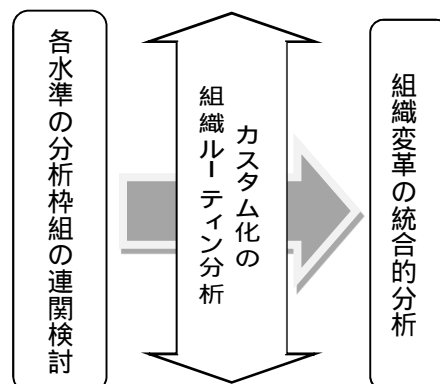 各水準の分析枠組の連関検討
カスタム化の
組織ルーティン分析
組織変革の統合的分析